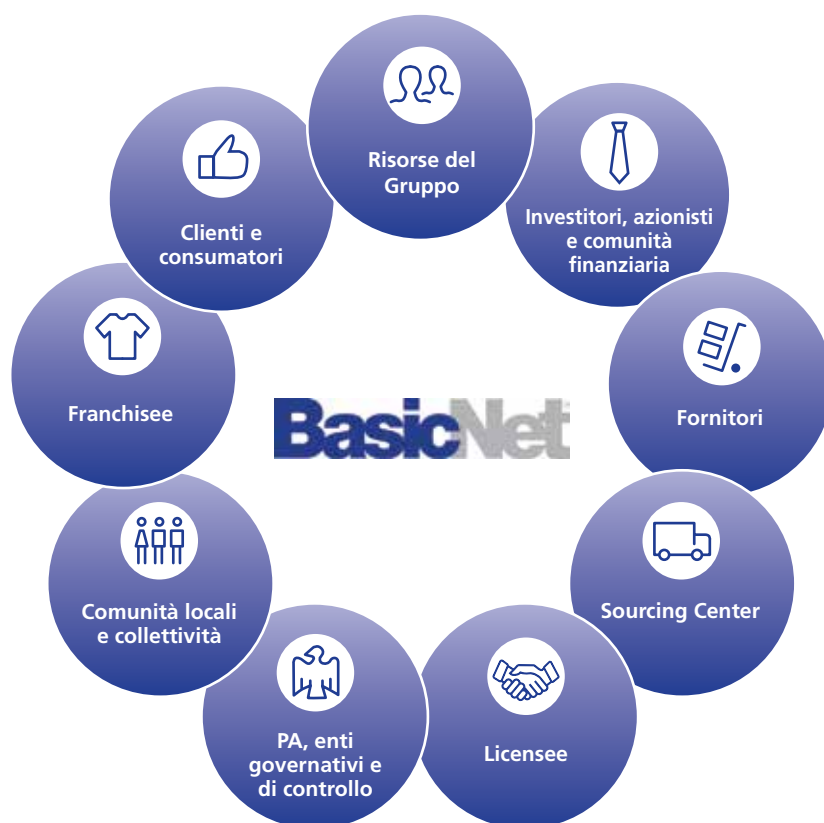 Risorse del
Gruppo
Investitori, azionisti
e comunità
finanziaria
Fornitori
Sourcing Center
Licensee
PA, enti
governativi e
di controllo
Comunità locali
e collettività
Franchisee
Clienti e
consumatori
BasicNet